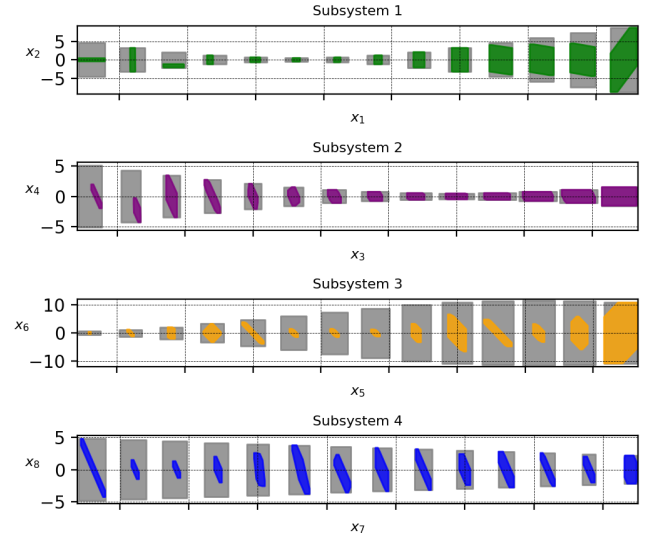 Subsystem 1
5
0
−5
x2
x1
Subsystem 2
5
0
−5
x4
x3
Subsystem 3
10
0
−10
x6
x5
Subsystem 4
5
0
−5
x8
x7